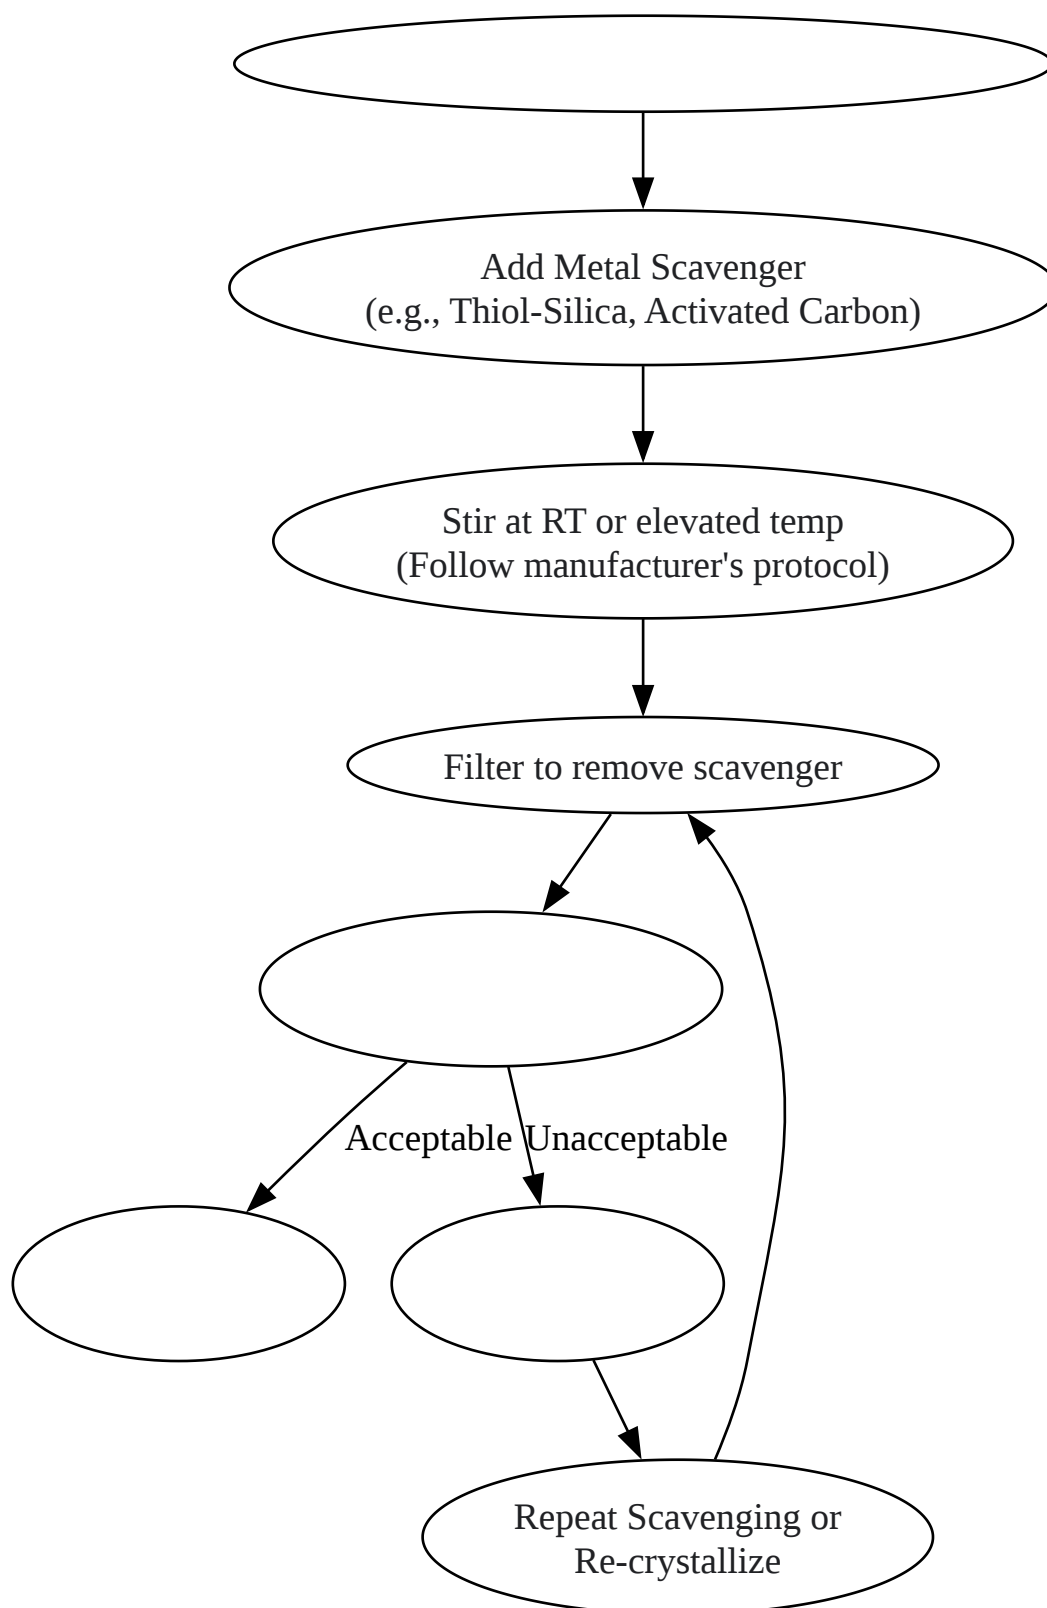 Add Metal Scavenger
(e.g., Thiol-Silica, Activated Carbon)
Stir at RT or elevated temp
(Follow manufacturer's protocol)
Filter to remove scavenger
Acceptable
Unacceptable
Repeat Scavenging or
Re-crystallize